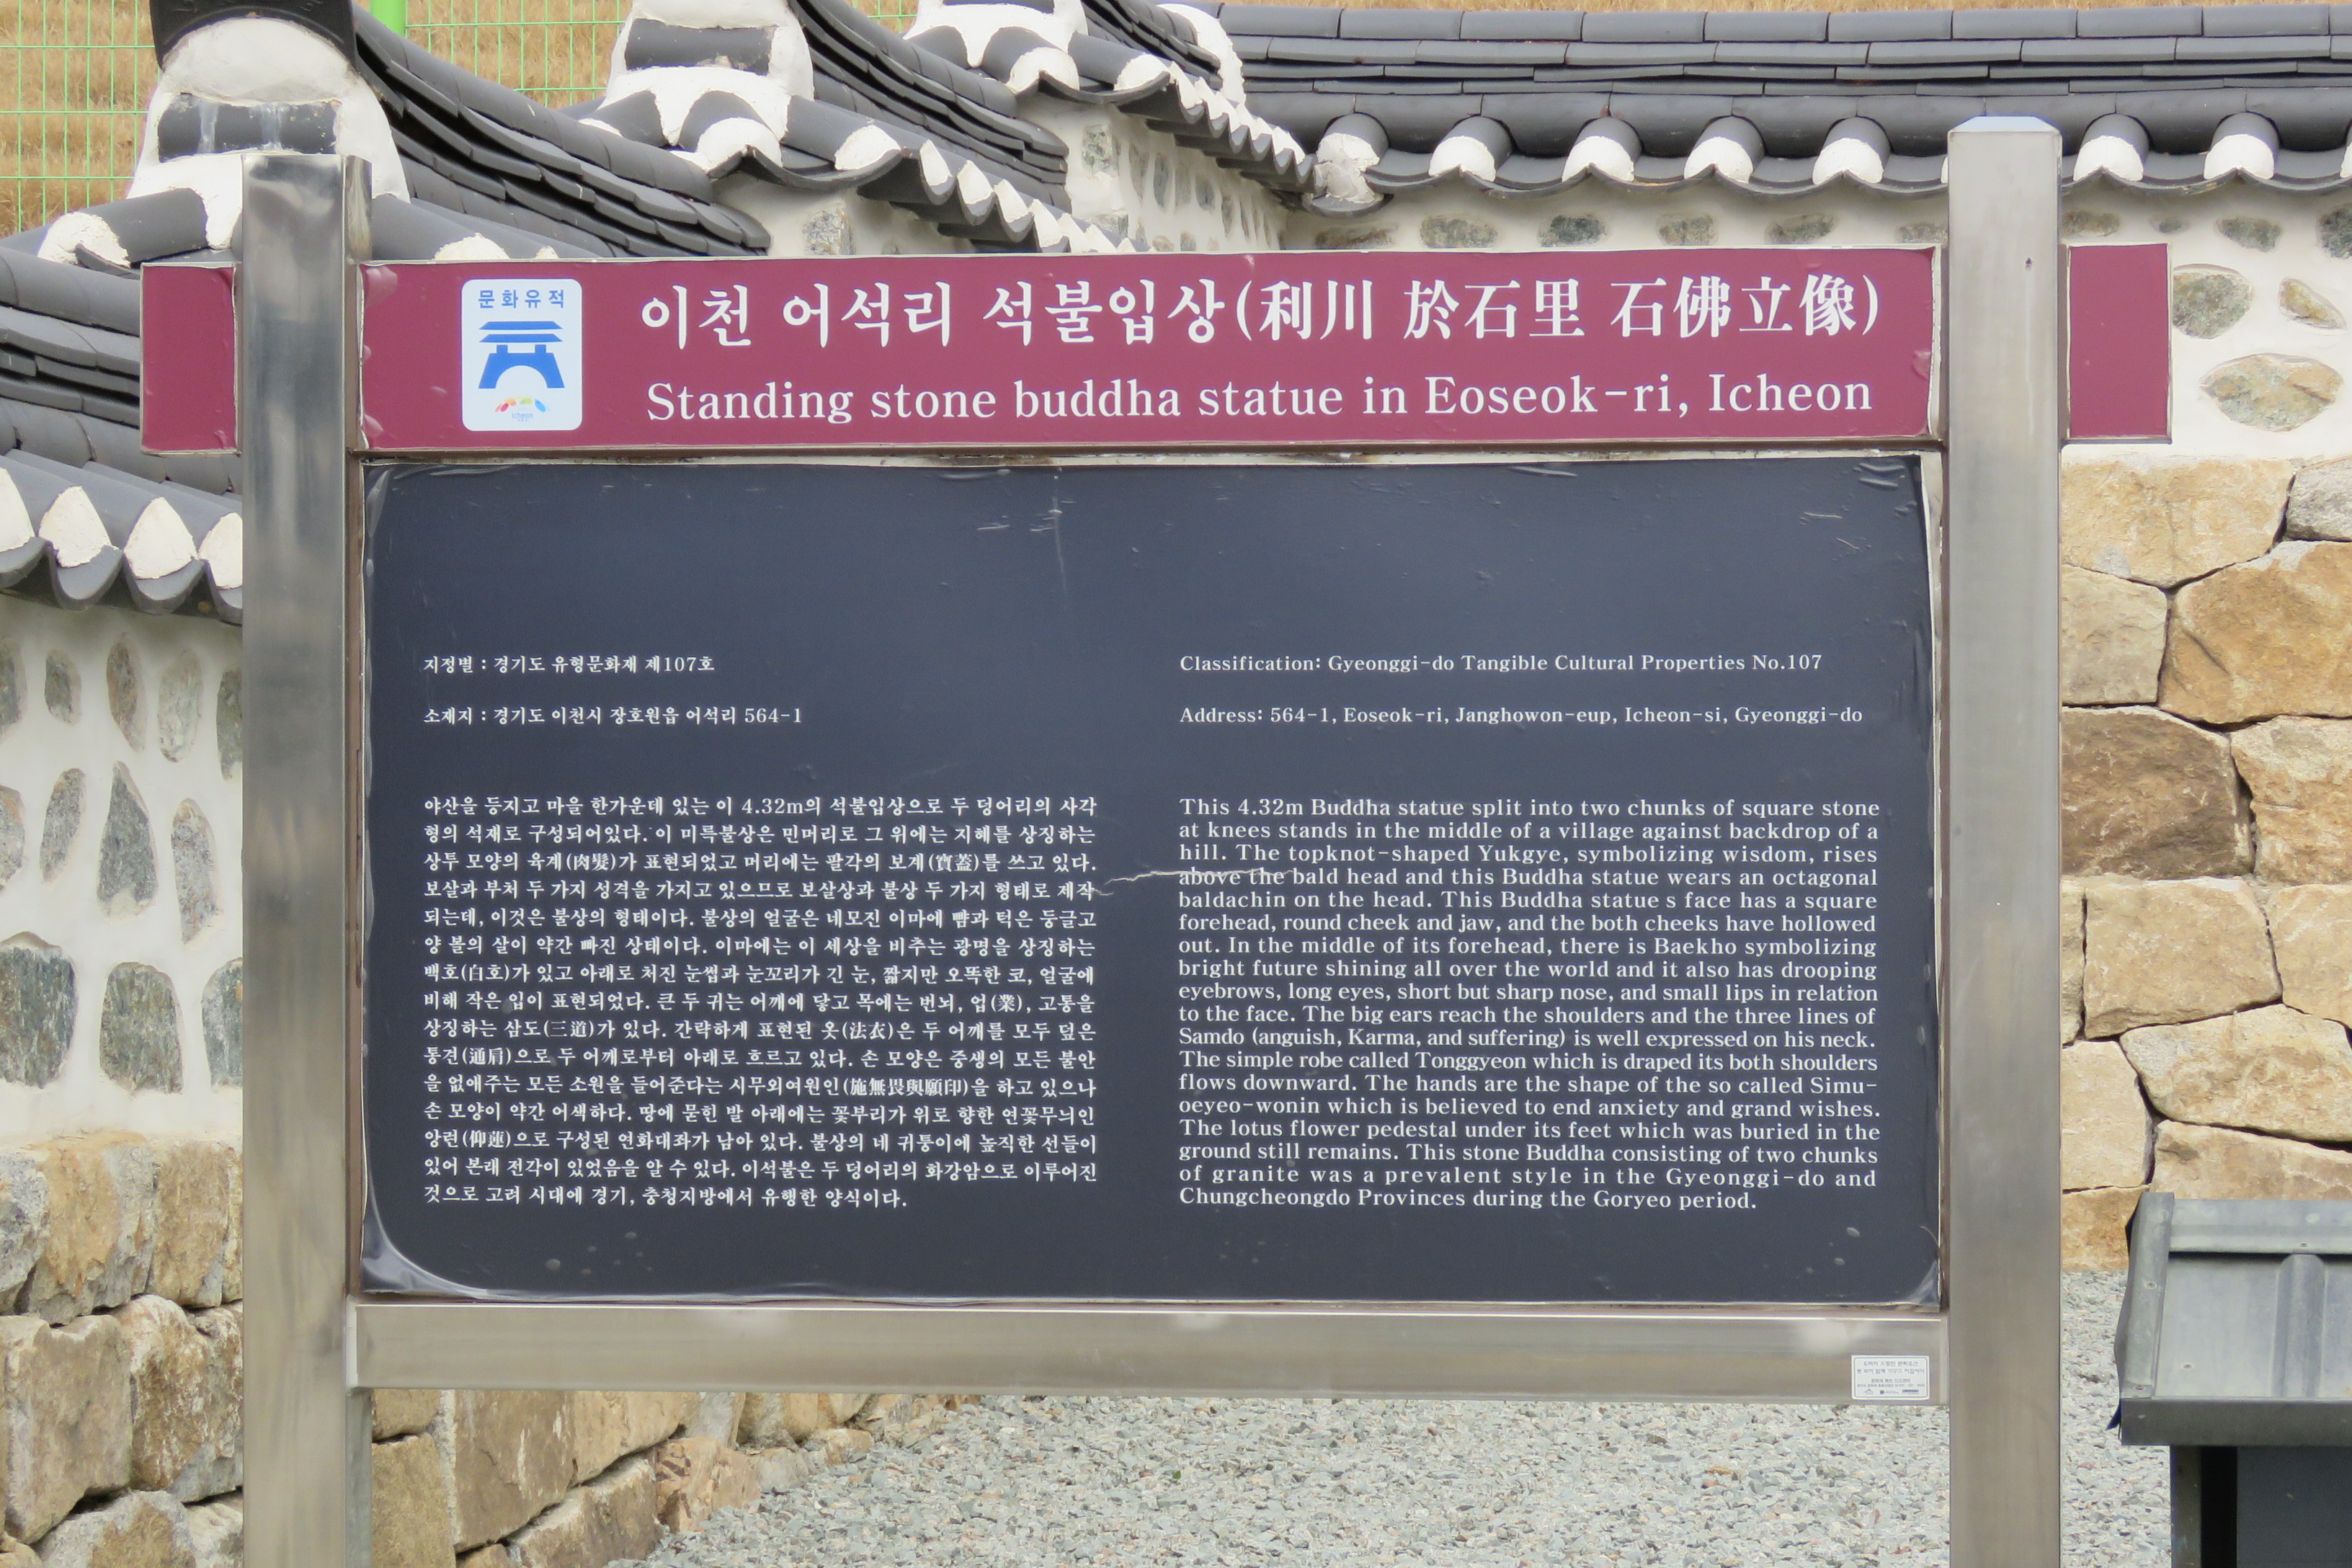 문화유적
icheon
이천 어석리 석불입상(利川 於石里 石佛立像)
Standing stone buddha statue in Eoseok-ri, Icheon
지정별 : 경기도 유형문화재 제107호
소재지 : 경기도 이천시 장호원읍 어석리 564-1
야산을 등지고 마을 한가운데 있는 이 4.32m의 석불입상으로 두 덩어리의 사각
형의 석재로 구성되어있다. 이 미륵불상은 민머리로 그 위에는 지혜를 상징하는
상투 모양의 육계(肉髮)가 표현되었고 머리에는 팔각의 보개(寶蓋)를 쓰고 있다.
보살과 부처 두 가지 성격을 가지고 있으므로 보살상과 불상 두 가지 형태로 제작
되는데, 이것은 불상의 형태이다. 불상의 얼굴은 네모진 이마에 뺨과 턱은 둥글고
양 볼의 살이 약간 빠진 상태이다. 이마에는 이 세상을 비추는 광명을 상징하는
백호(白호)가 있고 아래로 처진 눈썹과 눈꼬리가 긴 눈, 짧지만 오똑한 코, 얼굴에
비해 작은 입이 표현되었다. 큰 두 귀는 어깨에 닿고 목에는 번뇌, 업(業), 고통을
상징하는 삼도(三道)가 있다. 간략하게 표현된 옷(法衣)은 두 어깨를 모두 덮은
통견(通肩)으로 두 어깨로부터 아래로 흐르고 있다. 손 모양은 중생의 모든 불안
을 없애주는 모든 소원을 들어준다는 시무외여원인(施無畏與願印)을 하고 있으나
손 모양이 약간 어색하다. 땅에 묻힌 발 아래에는 꽃부리가 위로 향한 연꽃무늬인
앙련(仰蓮)으로 구성된 연화대좌가 남아 있다. 불상의 네 귀퉁이에 높직한 선들이
있어 본래 전각이 있었음을 알 수 있다. 이석불은 두 덩어리의 화강암으로 이루어진
것으로 고려 시대에 경기, 충청지방에서 유행한 양식이다.
Classification: Gyeonggi-do Tangible Cultural Properties No.107
Address: 564-1, Eoseok-ri, Janghowon-eup, Icheon-si, Gyeonggi-do
This 4.32m Buddha statue split into two chunks of square stone
at knees stands in the middle of a village against backdrop of a
hill. The topknot-shaped Yukgye, symbolizing wisdom, rises
above the bald head and this Buddha statue wears an octagonal
baldachin on the head. This Buddha statue s face has a square
forehead, round cheek and jaw, and the both cheeks have hollowed
out. In the middle of its forehead, there is Baekho symbolizing
bright future shining all over the world and it also has drooping
eyebrows, long eyes, short but sharp nose, and small lips in relation
to the face. The big ears reach the shoulders and the three lines of
Samdo (anguish, Karma, and suffering) is well expressed on his neck.
The simple robe called Tonggyeon which is draped its both shoulders
flows downward. The hands are the shape of the so called Simu-
oeyeo-wonin which is believed to end anxiety and grand wishes.
The lotus flower pedestal under its feet which was buried in the
ground still remains. This stone Buddha consisting of two chunks
of granite was a prevalent style in the Gyeonggi-do and
Chungcheongdo Provinces during the Goryeo period.